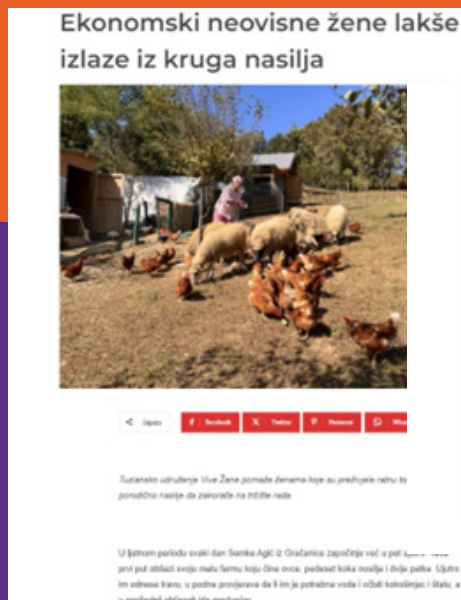 Ekonomski neovisne žene lakše
izlaze iz kruga nasilja
Facebook
Twitter
Pinterest
Tuzlansko udruženje Vive Žene pomaže ženama koje su preživjele ratno
porodično nasilje da zakorače na tržište rada
U ljetnom periodu svaki dan Semke Agić iz Gračanice započinje već u pet
prvi put obilazi svoju malu farmu koju čine ovce, pedeset koka nosilja i dvije patke. Ujutro
im odnese travu, u podne provjerava da li im je potrebna voda i očisti kokošinjac i štalu, a